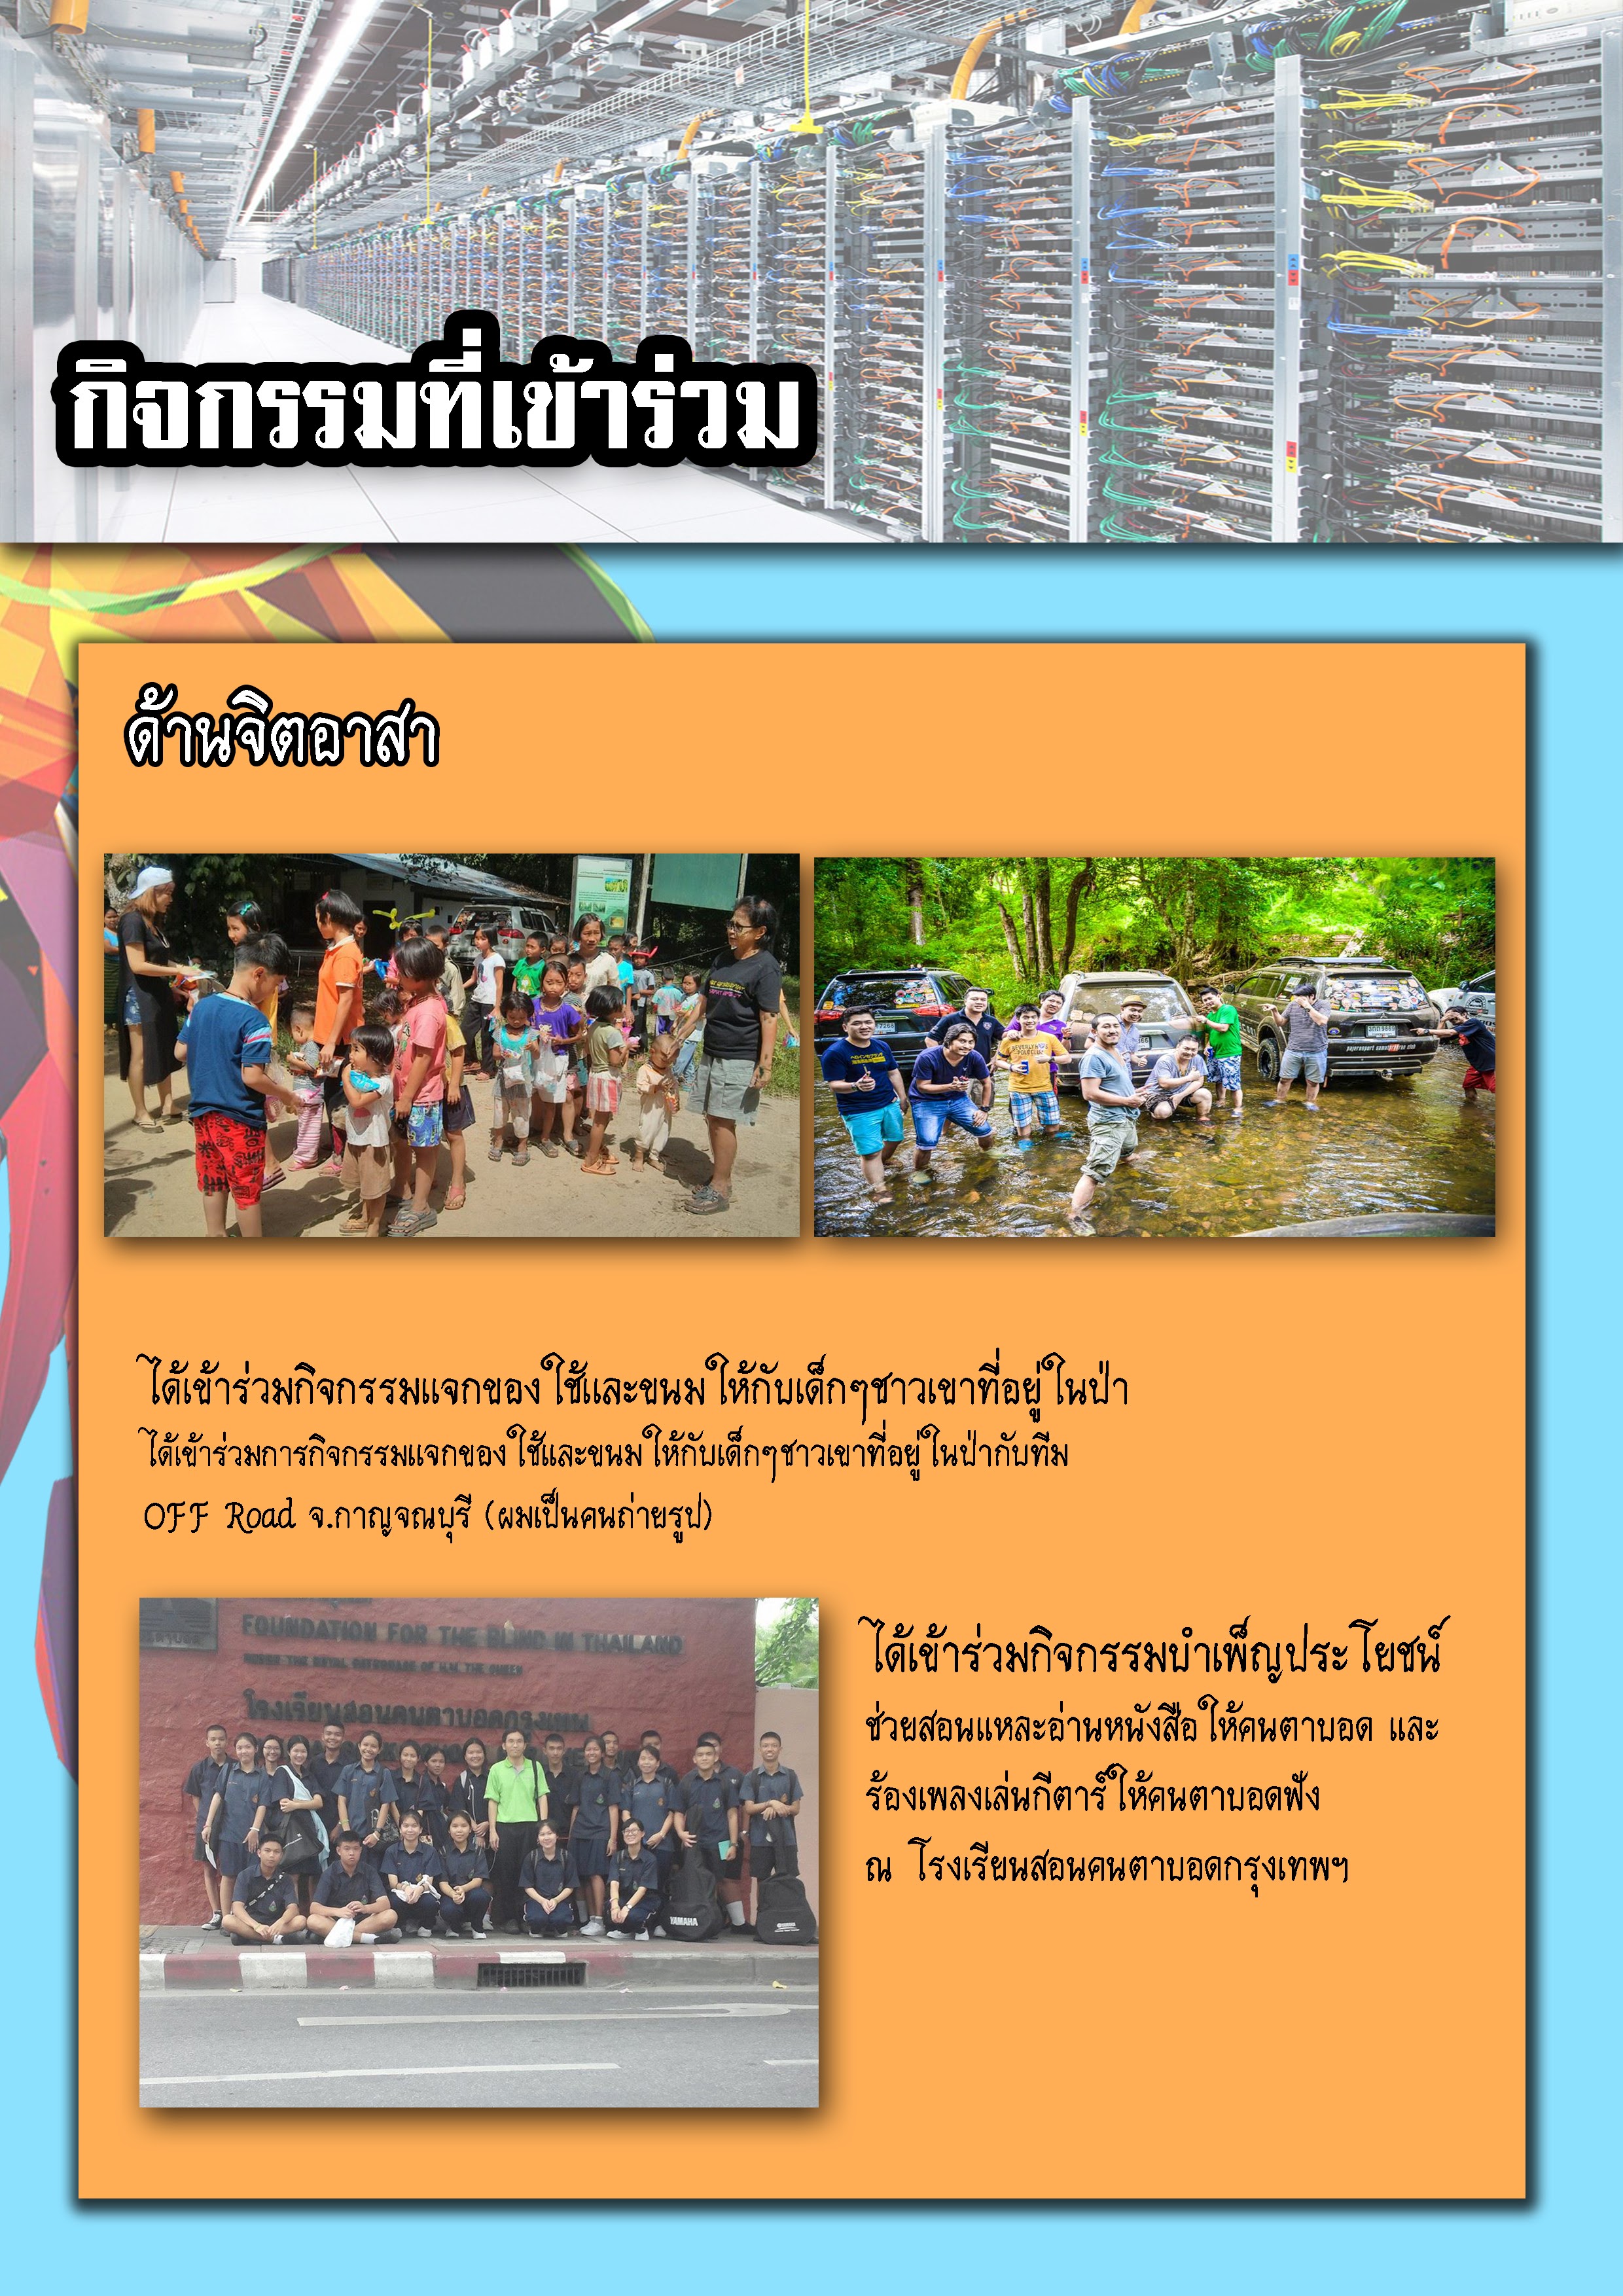 กิจกรรมที่เข้าร่วม
ด้านจิตอาสา
ได้เข้าร่วมกิจกรรมแจกของใช้และขนมให้กับเด็กๆชาวเขาที่อยู่ในป่า
ได้เข้าร่วมการกิจกรรมแจกของใช้และขนมให้กับเด็กๆชาวเขาที่อยู่ในป่ากับทีม
OFF Road จ.กาญจณบุรี (ผมเป็นคนถ่ายรูป)
FOUNDATION FOR THE BLIND IN THAILAND
UNDER THE ROYAL PATRONAGE OF H.M. THE QUEEN
โรงเรียนสอนคนตาบอดกรุงเทพ
YAMAHA
ได้เข้าร่วมกิจกรรมบำเพ็ญประโยชน์
ช่วยสอนแหละอ่านหนังสือให้คนตาบอด และ
ร้องเพลงเล่นกีตาร์ให้คนตาบอดฟัง
ณ โรงเรียนสอนคนตาบอดกรุงเทพฯ